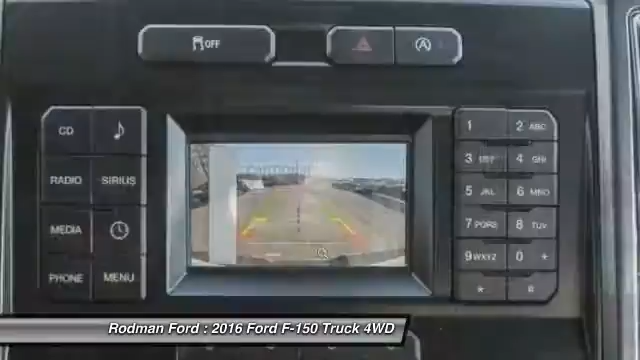 OFF
A
CD
RADIO SIRIUS
MEDIA
PHONE MENU
1 2 ABC
3 DEF 4 GHI
5 JKL 6 MNO
7 PQRS 8 TUV
9 WXYZ 0 +
* #
Rodman Ford : 2016 Ford F-150 Truck 4WD